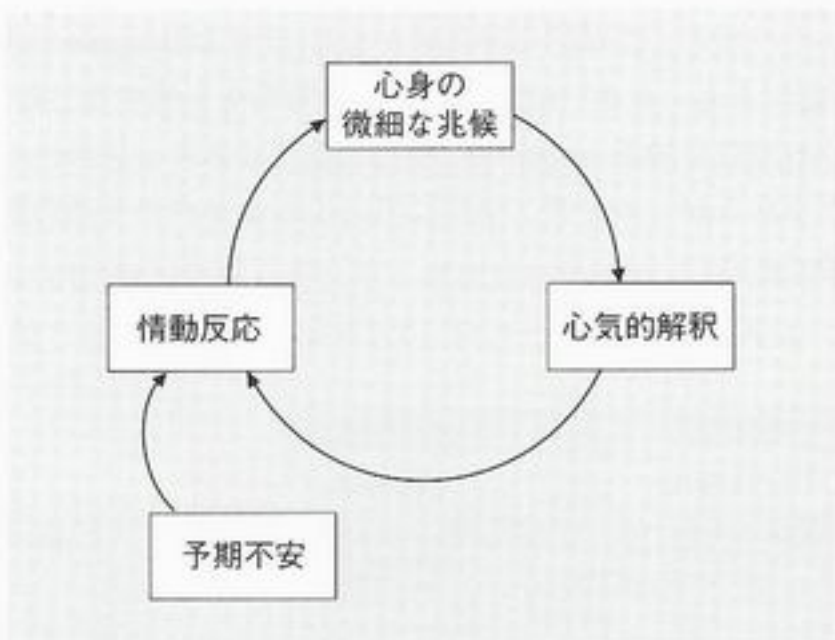 心身の
微細な兆候
情動反応
心気的解釈
予期不安